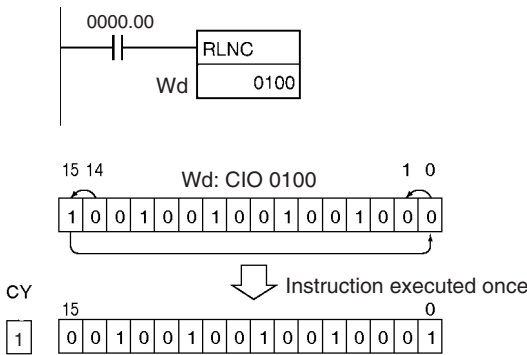 0000.00
RLNC
Wd 0100
15 14 1 0
Wd: CIO 0100
1 0 0 1 0 0 1 0 0 1 0 0 1 0 0 0
Instruction executed once
CY 15 0
1 0 0 1 0 0 1 0 0 1 0 0 1 0 0 0 1